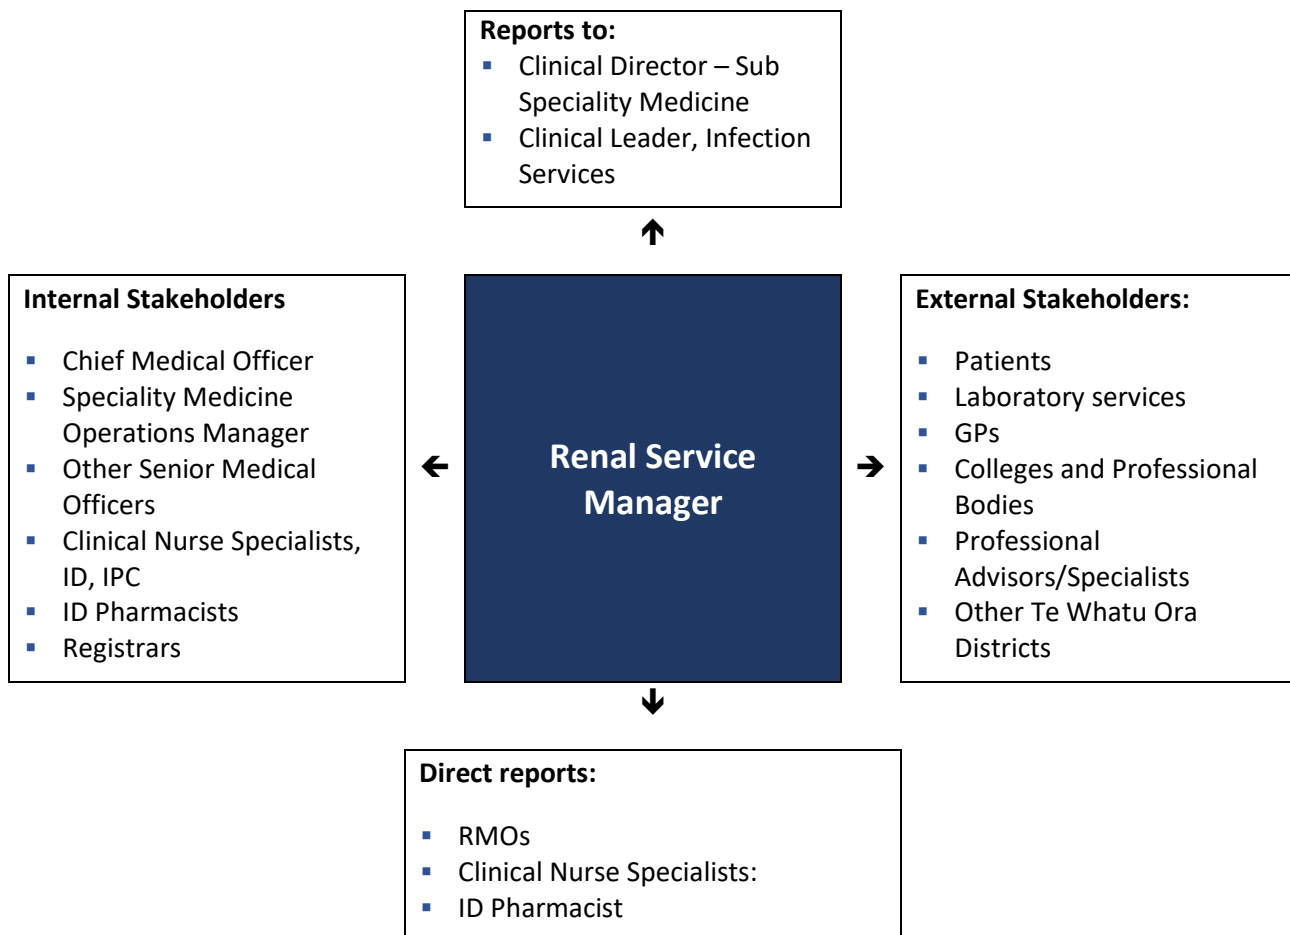 Reports to:
▪ Clinical Director – Sub
Speciality Medicine
▪ Clinical Leader, Infection
Services
Internal Stakeholders
▪ Chief Medical Officer
▪ Speciality Medicine
Operations Manager
▪ Other Senior Medical
Officers
▪ Clinical Nurse Specialists,
ID, IPC
▪ ID Pharmacists
▪ Registrars
Renal Service
Manager
External Stakeholders:
▪ Patients
▪ Laboratory services
▪ GPs
▪ Colleges and Professional
Bodies
▪ Professional
Advisors/Specialists
▪ Other Te Whatu Ora
Districts
Direct reports:
▪ RMOs
▪ Clinical Nurse Specialists:
▪ ID Pharmacist